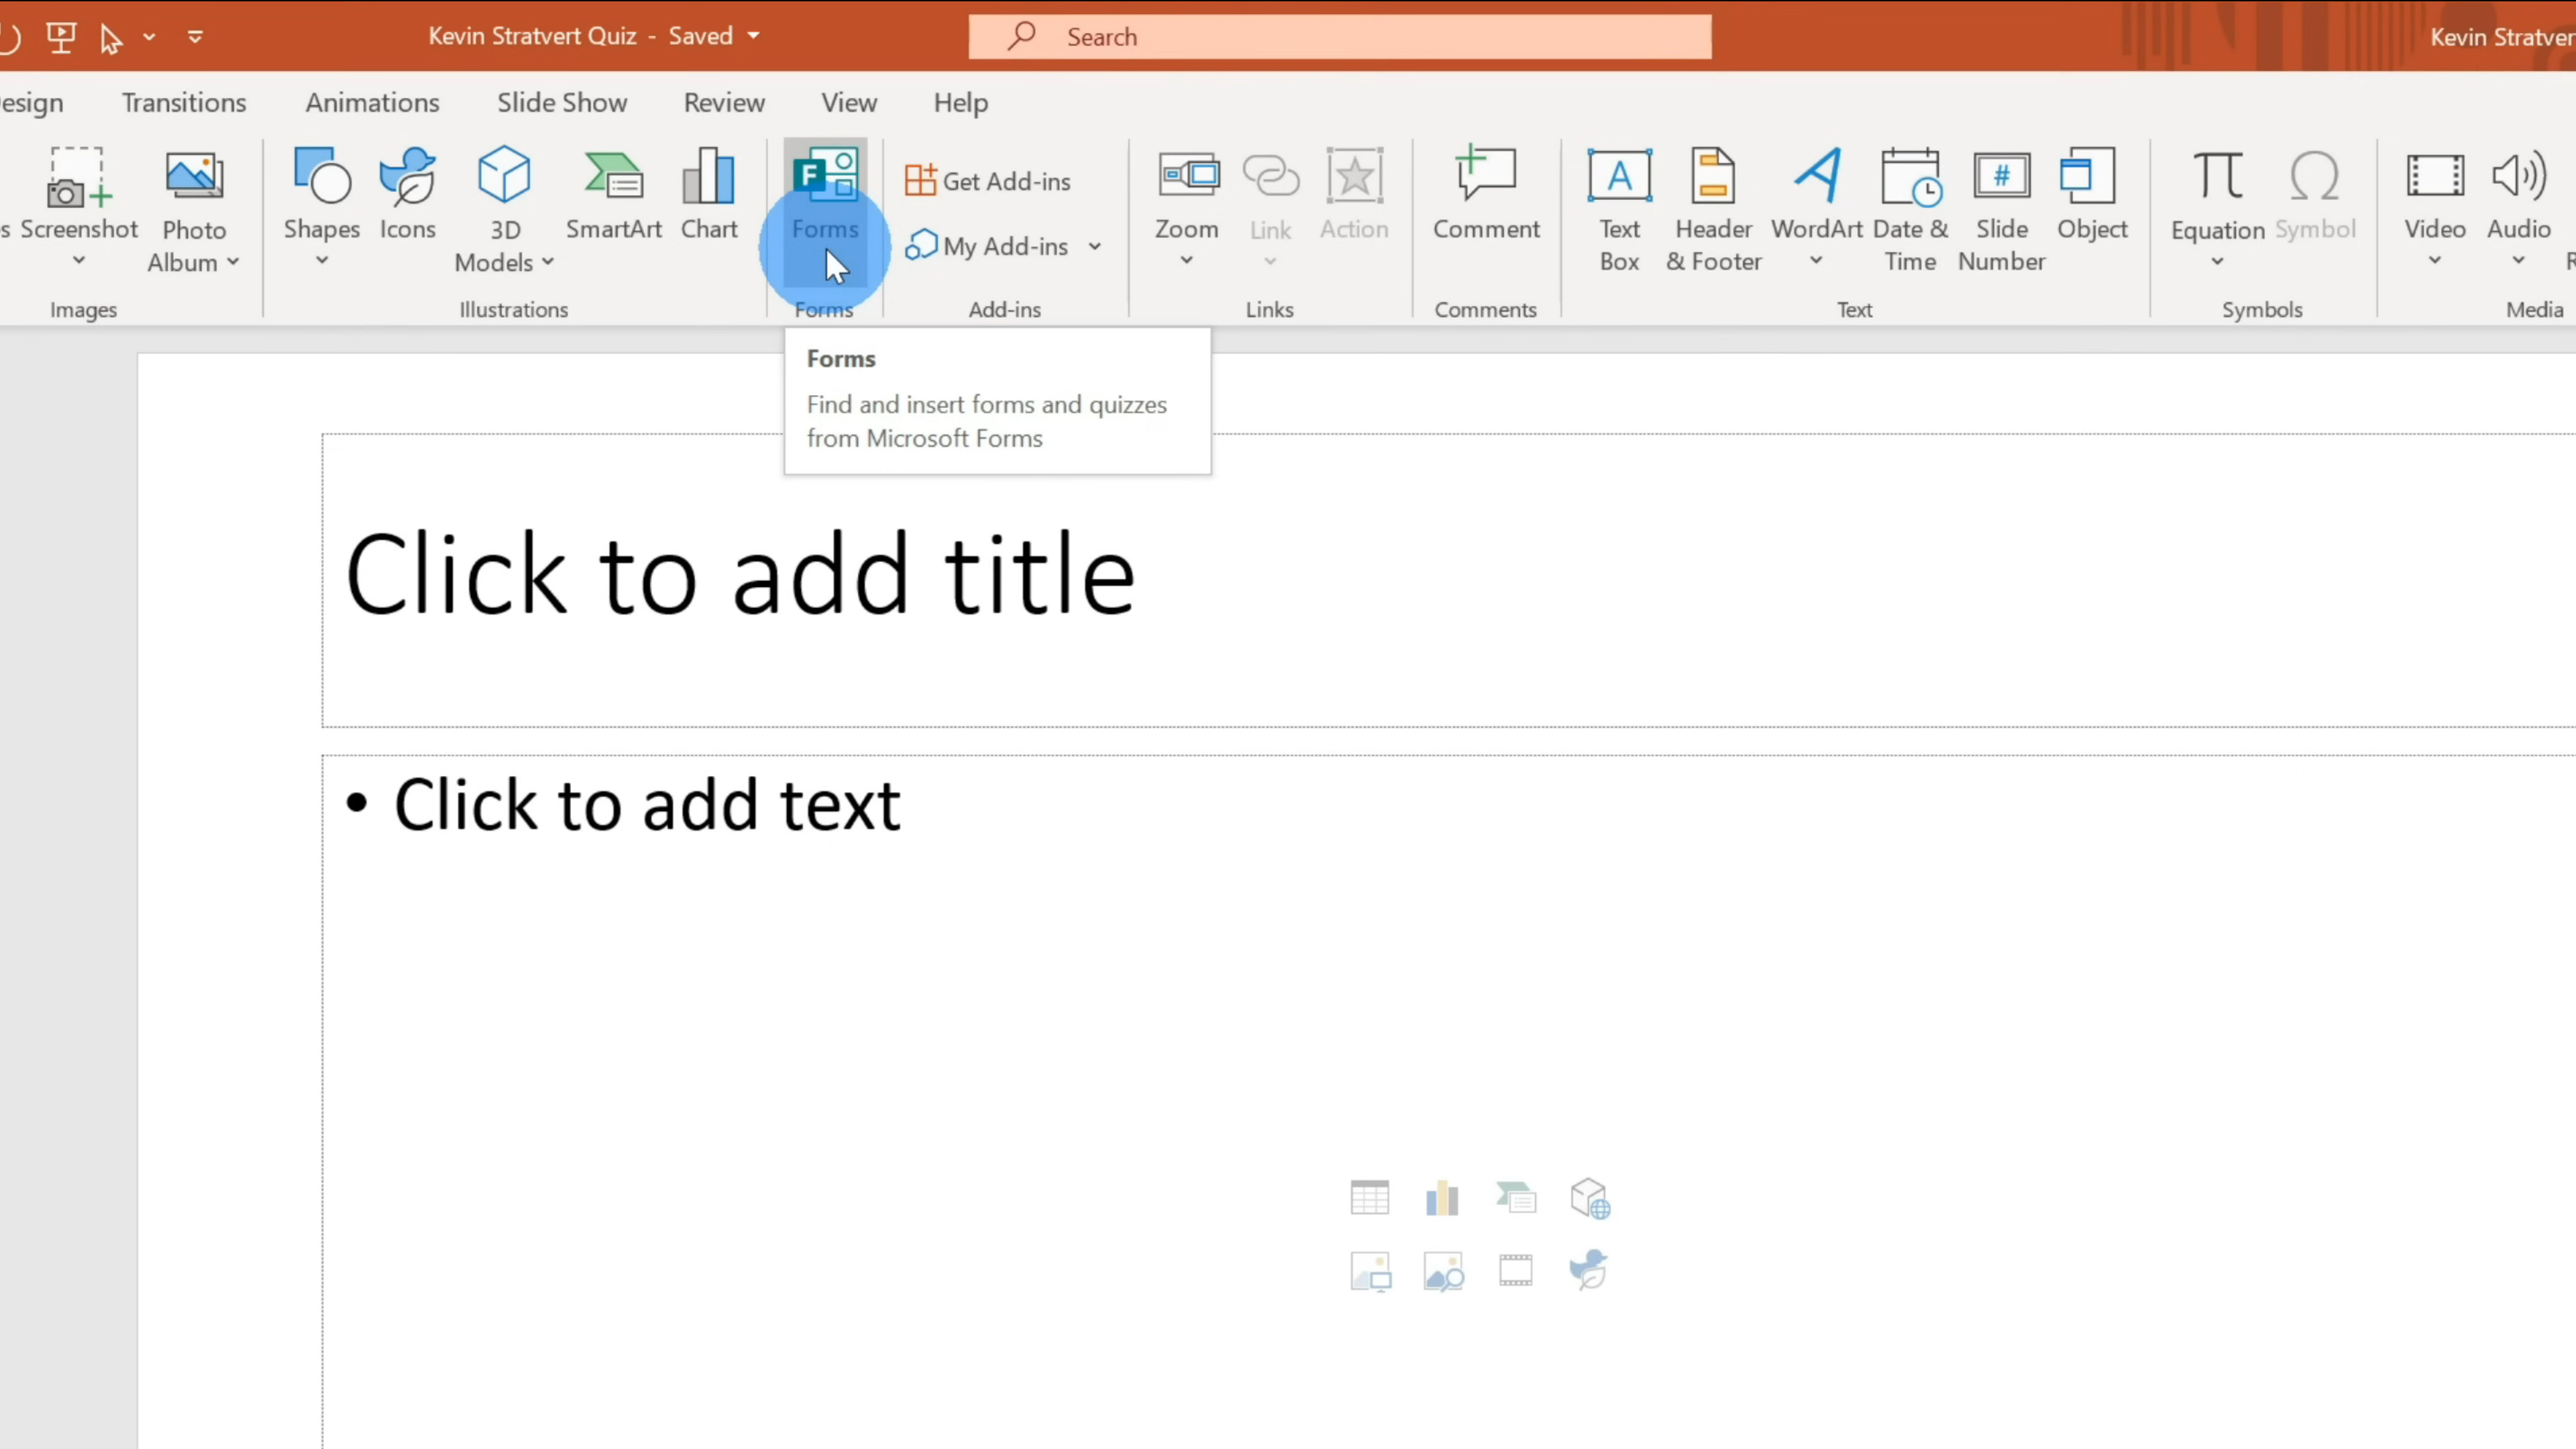 Kevin Stratvert Quiz - Saved
Search
Kevin Stratver
esign
Transitions
Animations
Slide Show
Review
View
Help
s
Screenshot
Photo
Album
Shapes
Icons
3D
Models
SmartArt
Chart
F
Forms
Get Add-ins
My Add-ins
Zoom
Link
Action
Comment
A
Text
Box
Header
& Footer
WordArt
Date &
Time
#
Slide
Number
Object
π
Equation
Ω
Symbol
Video
Audio
R
Images
Illustrations
Forms
Add-ins
Links
Comments
Text
Symbols
Media
Forms
Find and insert forms and quizzes
from Microsoft Forms
Click to add title
• Click to add text